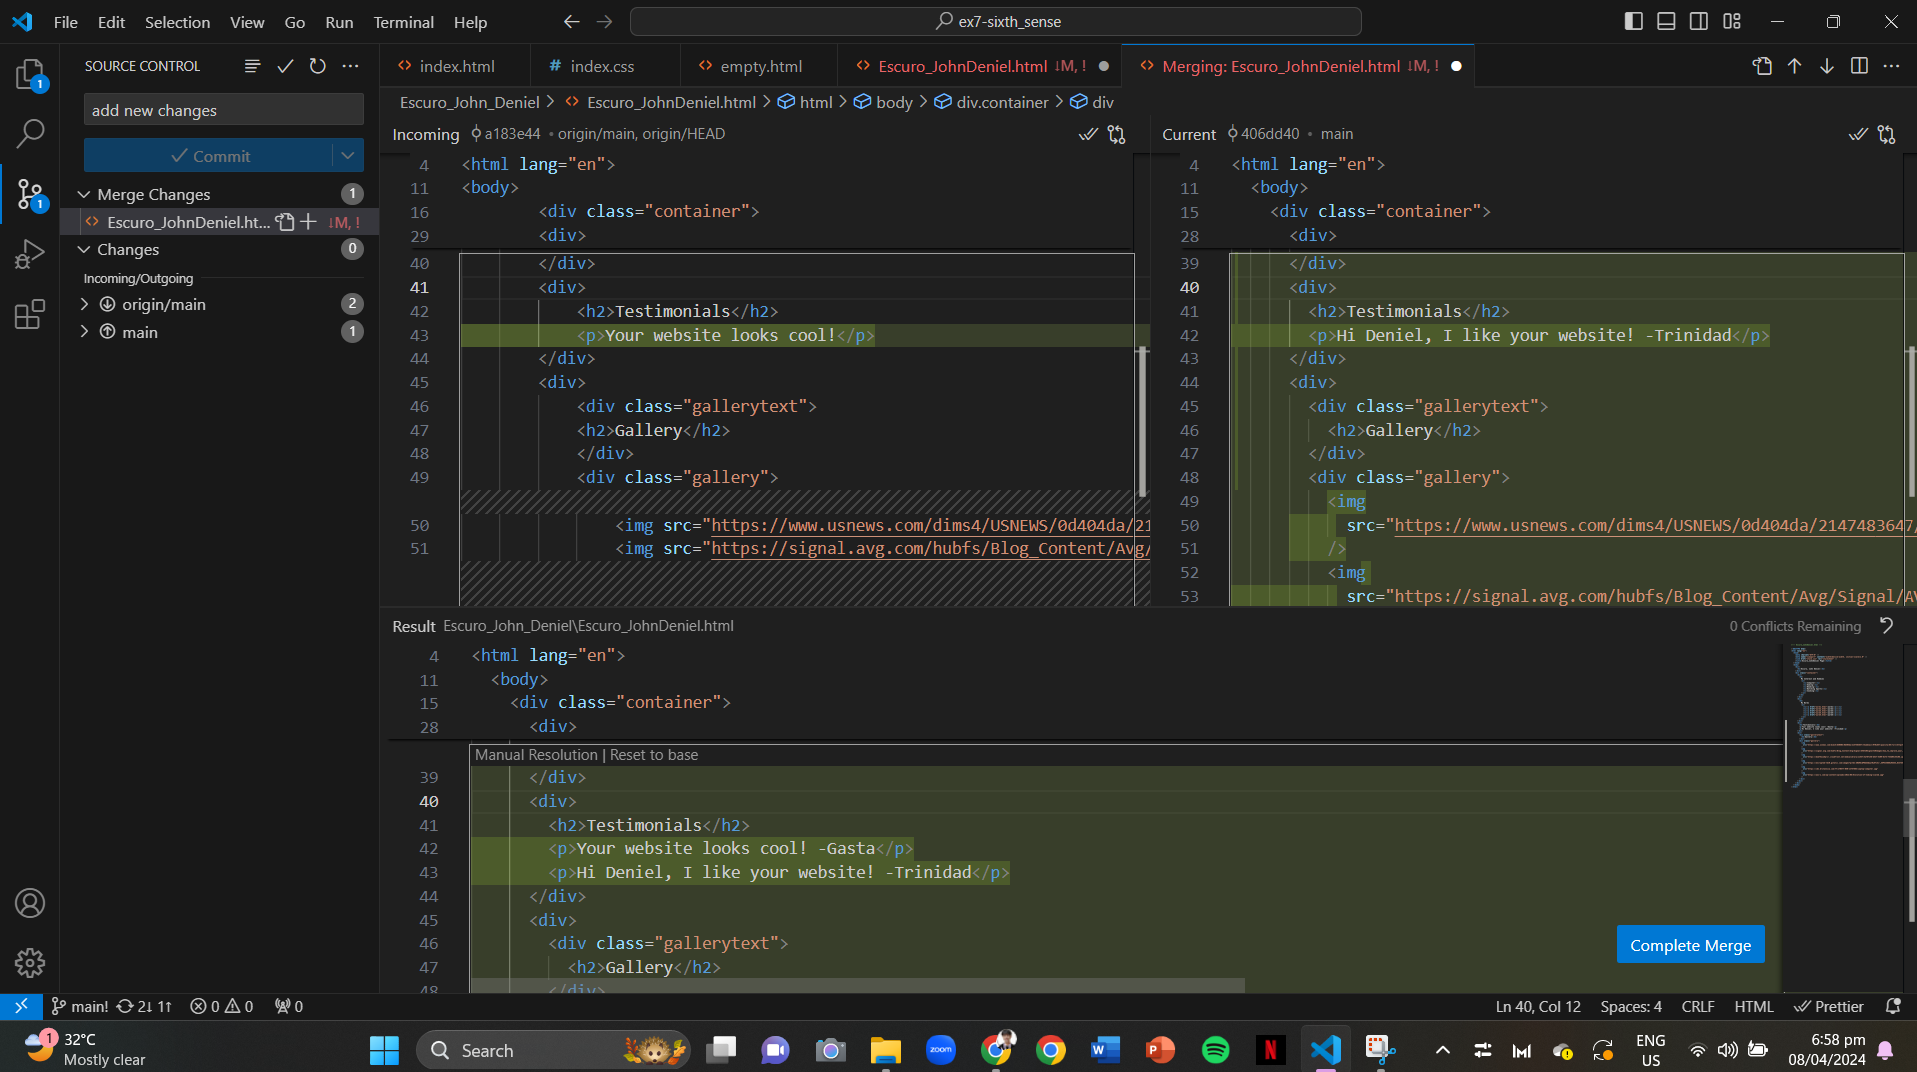 File Edit Selection View Go Run Terminal Help ex7-sixth_sense
SOURCE CONTROL
index.html
# index.css
empty.html
Escuro_JohnDeniel.html ↓M, !
Merging: Escuro_JohnDeniel.html ↓M, !
1
add new changes
Commit
Merge Changes 1
Escuro_JohnDeniel.ht... ↓M, !
Changes 0
Incoming/Outgoing
origin/main 2
main 1
1
Escuro_John_Deniel > Escuro_JohnDeniel.html > html > body > div.container > div
Incoming a183e44 • origin/main, origin/HEAD
4 <html lang="en">
11 <body>
16 <div class="container">
29 <div>
40 </div>
41 <div>
42 <h2>Testimonials</h2>
43 <p>Your website looks cool!</p>
44 </div>
45 <div>
46 <div class="gallerytext">
47 <h2>Gallery</h2>
48 </div>
49 <div class="gallery">
50 <img src="https://www.usnews.com/dims4/USNEWS/0d404da/21
51 <img src="https://signal.avg.com/hubfs/Blog_Content/Avg/
Current 406dd40 • main
4 <html lang="en">
11 <body>
15 <div class="container">
28 <div>
39 </div>
40 <div>
41 <h2>Testimonials</h2>
42 <p>Hi Deniel, I like your website! -Trinidad</p>
43 </div>
44 <div>
45 <div class="gallerytext">
46 <h2>Gallery</h2>
47 </div>
48 <div class="gallery">
49 <img
50 src="https://www.usnews.com/dims4/USNEWS/0d404da/2147483647/
51 />
52 <img
53 src="https://signal.avg.com/hubfs/Blog_Content/Avg/Signal/A
Result Escuro_John_Deniel\Escuro_JohnDeniel.html 0 Conflicts Remaining
4 <html lang="en">
11 <body>
15 <div class="container">
28 <div>
Manual Resolution | Reset to base
39 </div>
40 <div>
41 <h2>Testimonials</h2>
42 <p>Your website looks cool! -Gasta</p>
43 <p>Hi Deniel, I like your website! -Trinidad</p>
44 </div>
45 <div>
46 <div class="gallerytext">
47 <h2>Gallery</h2>
48 </div>
Complete Merge
main! 2↓ 1↑ 0 0 0
Ln 40, Col 12 Spaces: 4 CRLF HTML Prettier
1
32°C
Mostly clear
Search
zoom
W
P
N
ENG
US
6:58 pm
08/04/2024